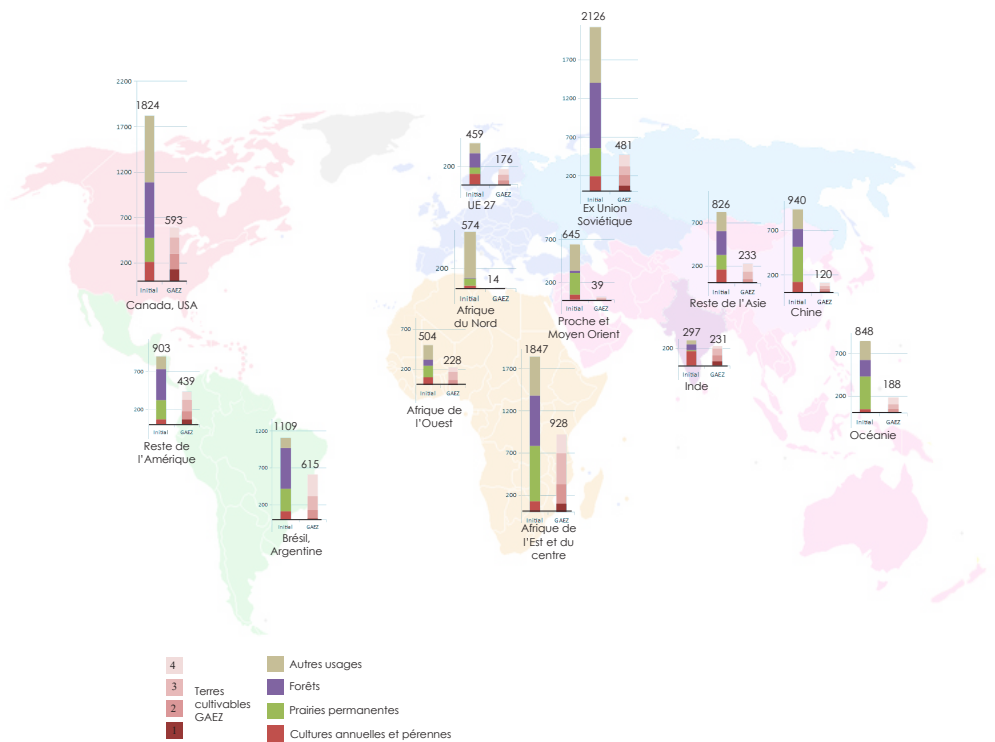 2126
1700
1200
700
481
200
Initial GAEZ
Ex Union
Soviétique
2200
1824
1700
1200
700
593
200
Initial GAEZ
Canada, USA
459
176
200
Initial GAEZ
UE 27
574
200
14
Initial GAEZ
Afrique
du Nord
645
700
200
39
Initial GAEZ
Proche et
Moyen Orient
826
700
233
200
Initial GAEZ
Reste de l'Asie
940
700
200
120
Initial GAEZ
Chine
297
231
200
Initial GAEZ
Inde
848
700
200
188
Initial GAEZ
Océanie
903
700
439
200
Initial GAEZ
Reste de
l'Amérique
700
504
228
200
Initial GAEZ
Afrique de
l'Ouest
1847
1700
1200
928
700
200
Initial GAEZ
Afrique de
l'Est et du
centre
1109
1200
700
615
200
Initial GAEZ
Brésil,
Argentine
4
3
2
1
Terres
cultivables
GAEZ
Autres usages
Forêts
Prairies permanentes
Cultures annuelles et pérennes